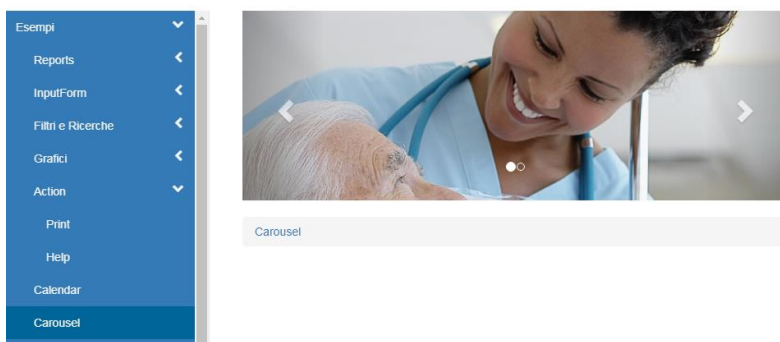 Esempi
Reports
InputForm
Filtri e Ricerche
Grafici
Action
Print
Help
Calendar
Carousel
Carousel